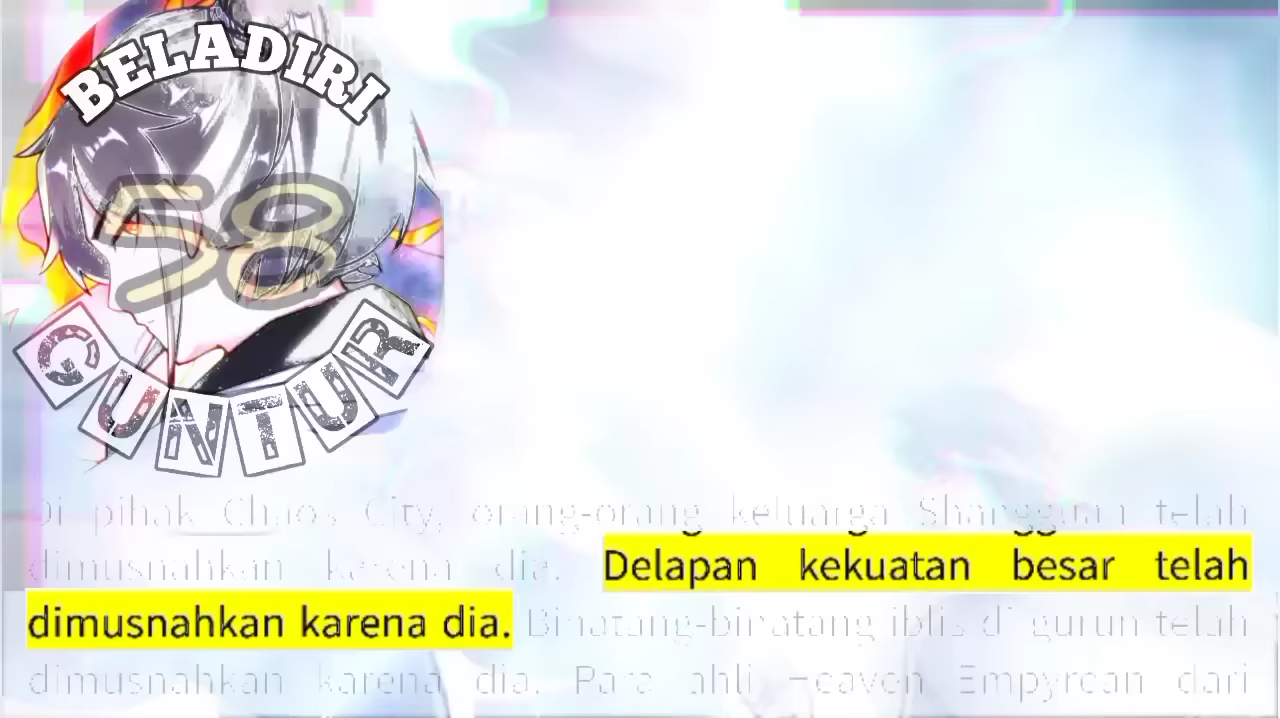 BELADIRI
58
GUNTUR
Di pihak Chaos City, orang-orang keluarga Shangguan telah
dimusnahkan karena dia. Delapan kekuatan besar telah
dimusnahkan karena dia. Binatang-binatang iblis di gurun telah
dimusnahkan karena dia. Para ahli Heaven Empyrean dari